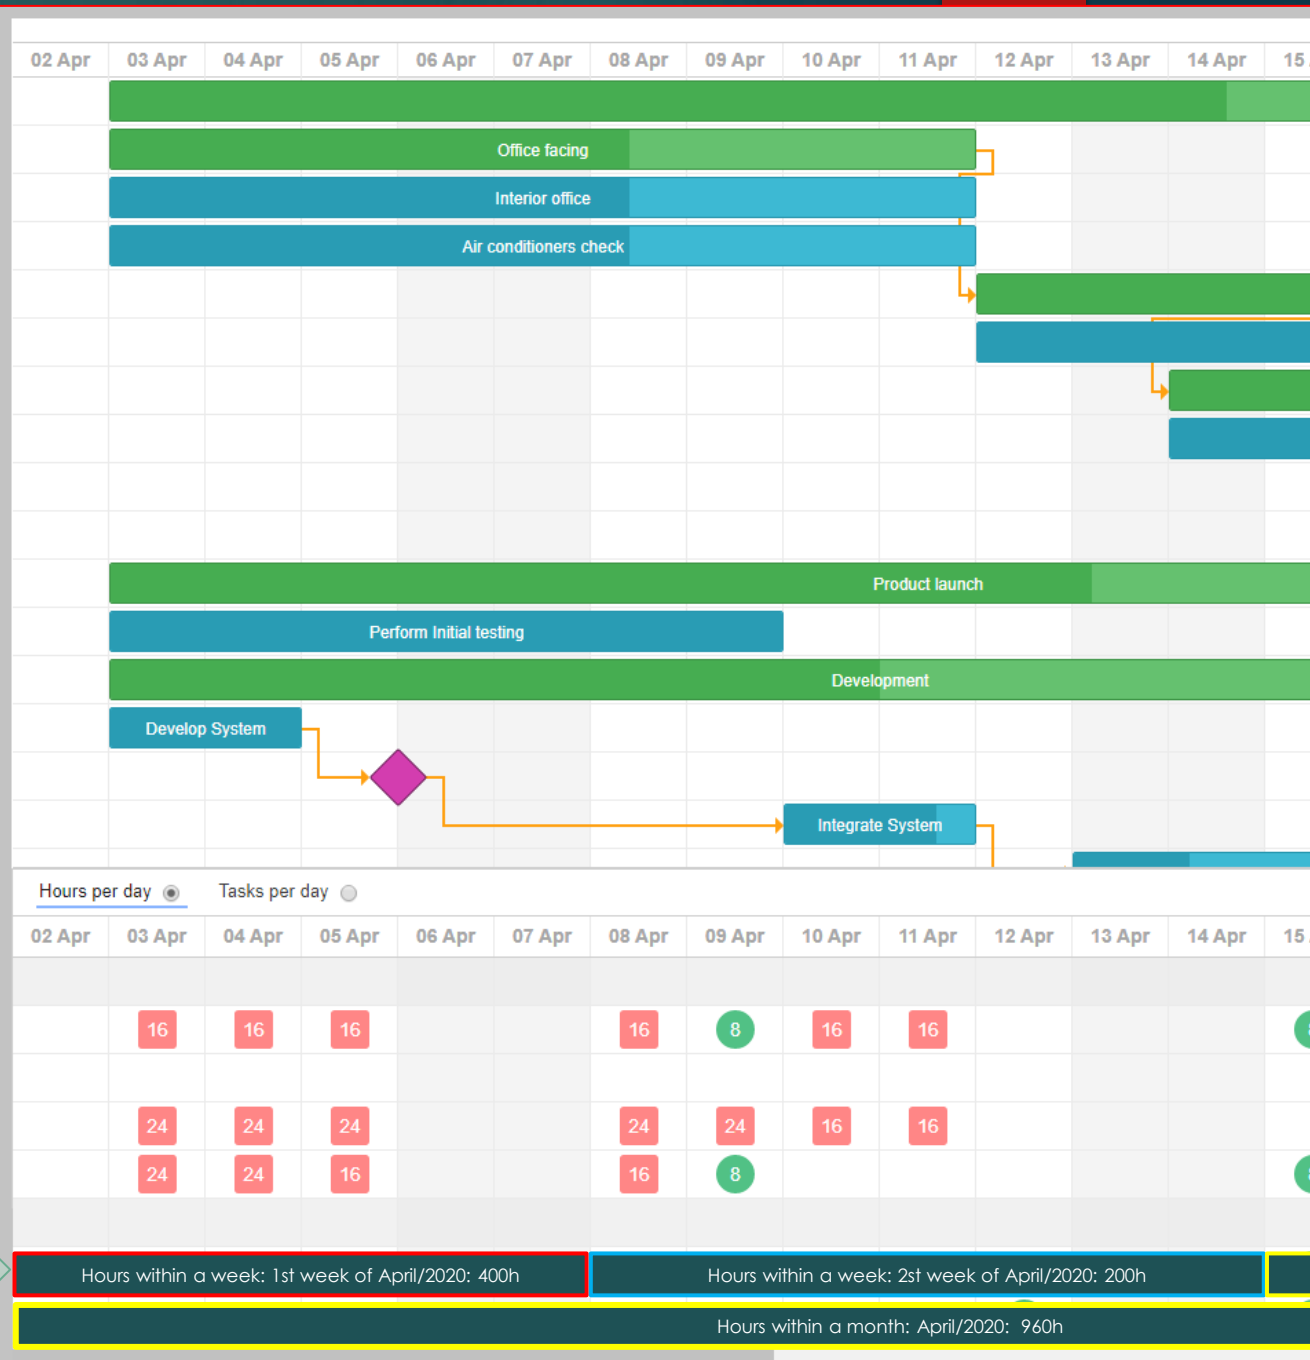 02 Apr 03 Apr 04 Apr 05 Apr 06 Apr 07 Apr 08 Apr 09 Apr 10 Apr 11 Apr 12 Apr 13 Apr 14 Apr 15
Office facing
Interior office
Air conditioners check
Product launch
Perform Initial testing
Development
Develop System
Integrate System
Hours per day Tasks per day
02 Apr 03 Apr 04 Apr 05 Apr 06 Apr 07 Apr 08 Apr 09 Apr 10 Apr 11 Apr 12 Apr 13 Apr 14 Apr 15
16 16 16 16 8 16 16
24 24 24 24 24 16 16
24 24 16 16 8
Hours within a week: 1st week of April/2020: 400h Hours within a week: 2st week of April/2020: 200h
Hours within a month: April/2020: 960h